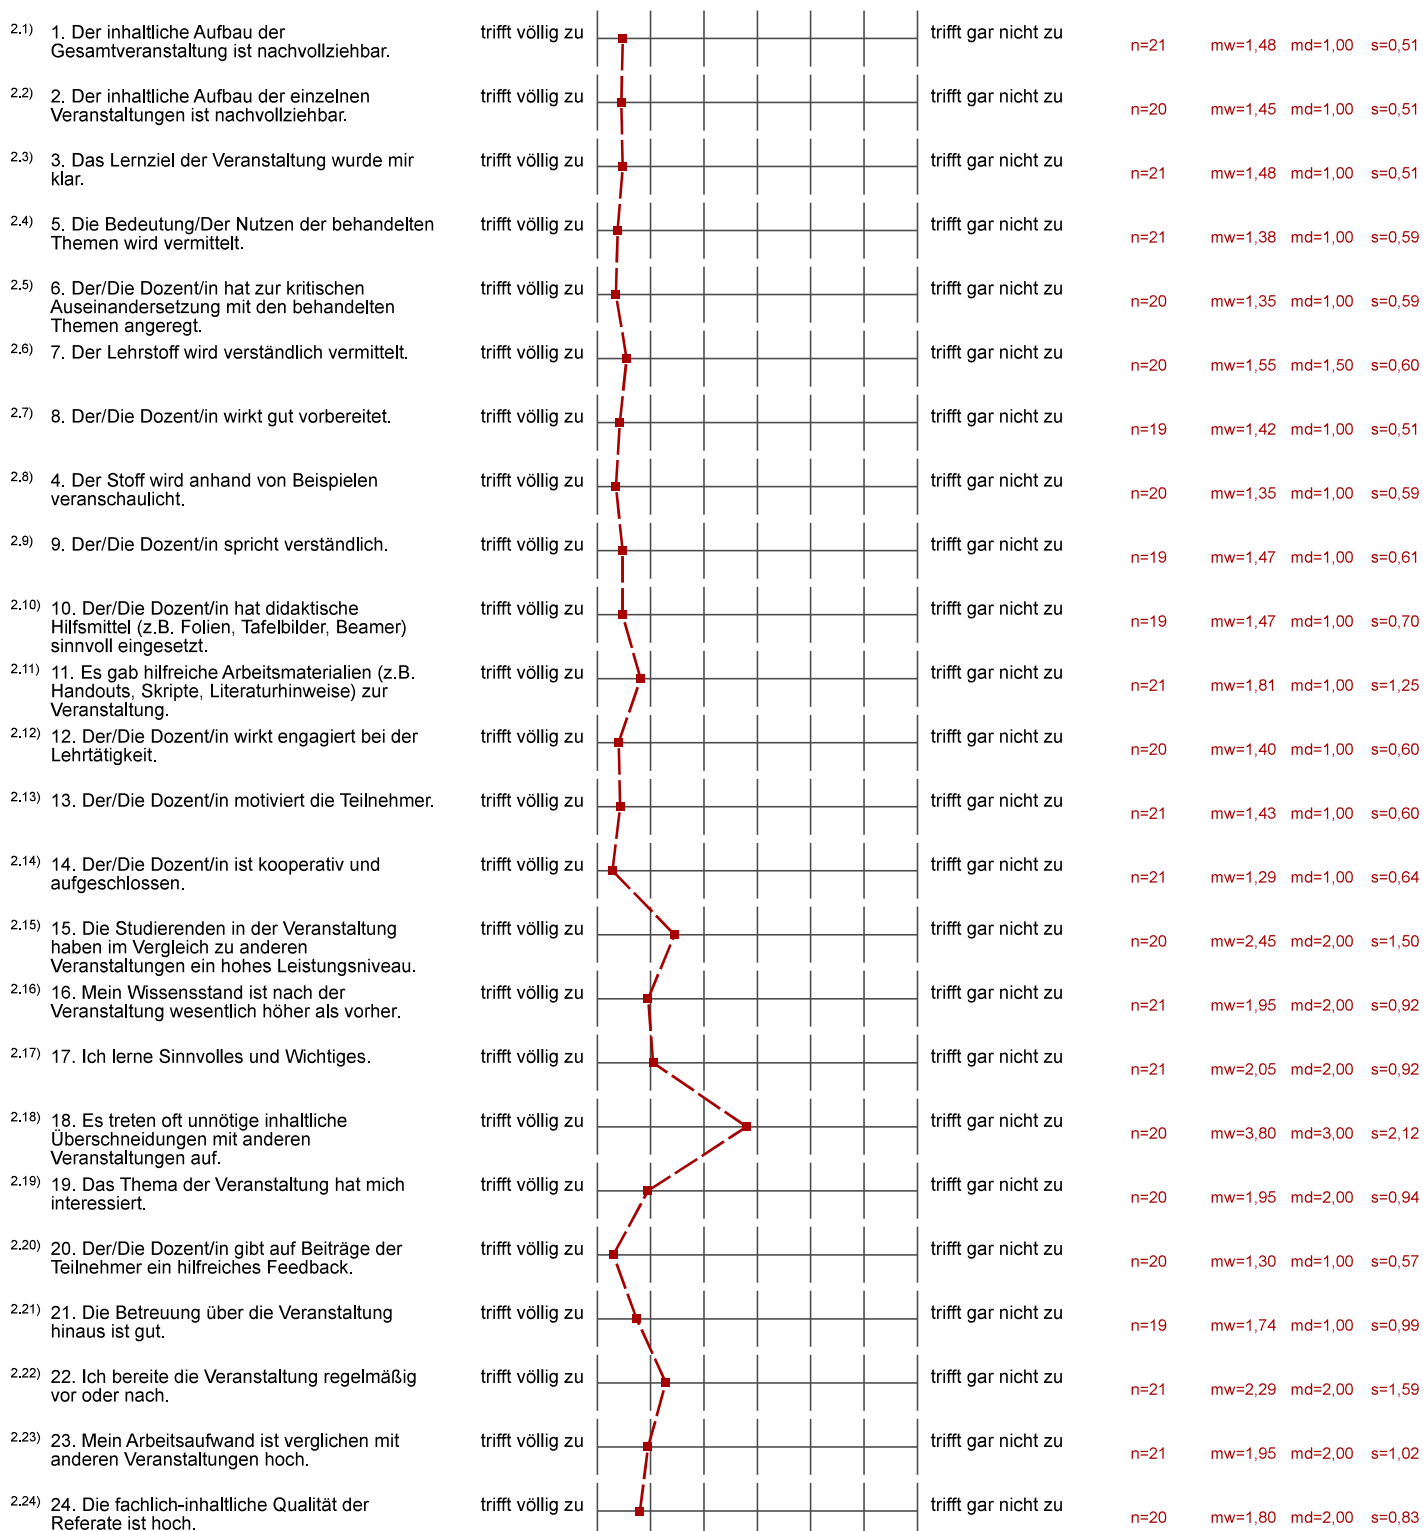 2.1) 1. Der inhaltliche Aufbau der trifft völlig zu trifft gar nicht zu
Gesamtveranstaltung ist nachvollziehbar. n=21 mw=1,48 md=1,00 s=0,51
2.2) 2. Der inhaltliche Aufbau der einzelnen trifft völlig zu trifft gar nicht zu
Veranstaltungen ist nachvollziehbar. n=20 mw=1,45 md=1,00 s=0,51
2.3) 3. Das Lernziel der Veranstaltung wurde mir trifft völlig zu trifft gar nicht zu
klar. n=21 mw=1,48 md=1,00 s=0,51
2.4) 5. Die Bedeutung/Der Nutzen der behandelten trifft völlig zu trifft gar nicht zu
Themen wird vermittelt. n=21 mw=1,38 md=1,00 s=0,59
2.5) 6. Der/Die Dozent/in hat zur kritischen trifft völlig zu trifft gar nicht zu
Auseinandersetzung mit den behandelten n=20 mw=1,35 md=1,00 s=0,59
Themen angeregt.
2.6) 7. Der Lehrstoff wird verständlich vermittelt. trifft völlig zu trifft gar nicht zu
n=20 mw=1,55 md=1,50 s=0,60
2.7) 8. Der/Die Dozent/in wirkt gut vorbereitet. trifft völlig zu trifft gar nicht zu
n=19 mw=1,42 md=1,00 s=0,51
2.8) 4. Der Stoff wird anhand von Beispielen trifft völlig zu trifft gar nicht zu
veranschaulicht. n=20 mw=1,35 md=1,00 s=0,59
2.9) 9. Der/Die Dozent/in spricht verständlich. trifft völlig zu trifft gar nicht zu
n=19 mw=1,47 md=1,00 s=0,61
2.10) 10. Der/Die Dozent/in hat didaktische trifft völlig zu trifft gar nicht zu
Hilfsmittel (z.B. Folien, Tafelbilder, Beamer) n=19 mw=1,47 md=1,00 s=0,70
sinnvoll eingesetzt.
2.11) 11. Es gab hilfreiche Arbeitsmaterialien (z.B. trifft völlig zu trifft gar nicht zu
Handouts, Skripte, Literaturhinweise) zur n=21 mw=1,81 md=1,00 s=1,25
Veranstaltung.
2.12) 12. Der/Die Dozent/in wirkt engagiert bei der trifft völlig zu trifft gar nicht zu
Lehrtätigkeit. n=20 mw=1,40 md=1,00 s=0,60
2.13) 13. Der/Die Dozent/in motiviert die Teilnehmer. trifft völlig zu trifft gar nicht zu
n=21 mw=1,43 md=1,00 s=0,60
2.14) 14. Der/Die Dozent/in ist kooperativ und trifft völlig zu trifft gar nicht zu
aufgeschlossen. n=21 mw=1,29 md=1,00 s=0,64
2.15) 15. Die Studierenden in der Veranstaltung trifft völlig zu trifft gar nicht zu
haben im Vergleich zu anderen n=20 mw=2,45 md=2,00 s=1,50
Veranstaltungen ein hohes Leistungsniveau.
2.16) 16. Mein Wissensstand ist nach der trifft völlig zu trifft gar nicht zu
Veranstaltung wesentlich höher als vorher. n=21 mw=1,95 md=2,00 s=0,92
2.17) 17. Ich lerne Sinnvolles und Wichtiges. trifft völlig zu trifft gar nicht zu
n=21 mw=2,05 md=2,00 s=0,92
2.18) 18. Es treten oft unnötige inhaltliche trifft völlig zu trifft gar nicht zu
Überschneidungen mit anderen n=20 mw=3,80 md=3,00 s=2,12
Veranstaltungen auf.
2.19) 19. Das Thema der Veranstaltung hat mich trifft völlig zu trifft gar nicht zu
interessiert. n=20 mw=1,95 md=2,00 s=0,94
2.20) 20. Der/Die Dozent/in gibt auf Beiträge der trifft völlig zu trifft gar nicht zu
Teilnehmer ein hilfreiches Feedback. n=20 mw=1,30 md=1,00 s=0,57
2.21) 21. Die Betreuung über die Veranstaltung trifft völlig zu trifft gar nicht zu
hinaus ist gut. n=19 mw=1,74 md=1,00 s=0,99
2.22) 22. Ich bereite die Veranstaltung regelmäßig trifft völlig zu trifft gar nicht zu
vor oder nach. n=21 mw=2,29 md=2,00 s=1,59
2.23) 23. Mein Arbeitsaufwand ist verglichen mit trifft völlig zu trifft gar nicht zu
anderen Veranstaltungen hoch. n=21 mw=1,95 md=2,00 s=1,02
2.24) 24. Die fachlich-inhaltliche Qualität der trifft völlig zu trifft gar nicht zu
Referate ist hoch. n=20 mw=1,80 md=2,00 s=0,83